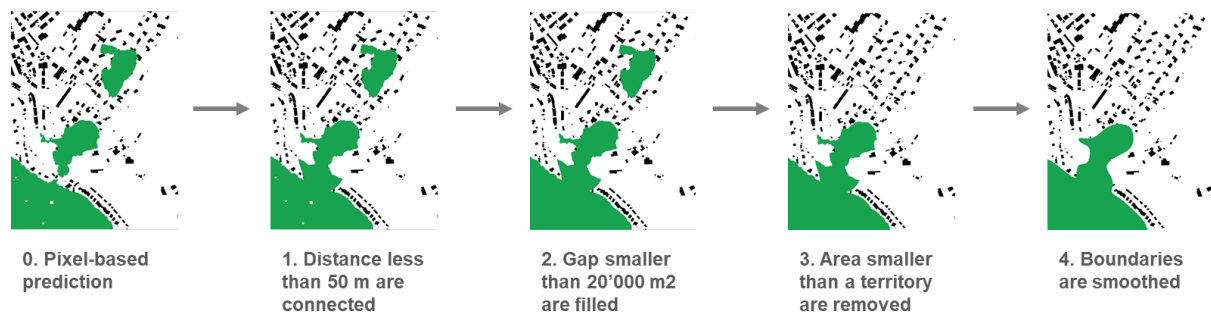 0. Pixel-based
prediction
1. Distance less
than 50 m are
connected
2. Gap smaller
than 20’000 m2
are filled
3. Area smaller
than a territory
are removed
4. Boundaries
are smoothed